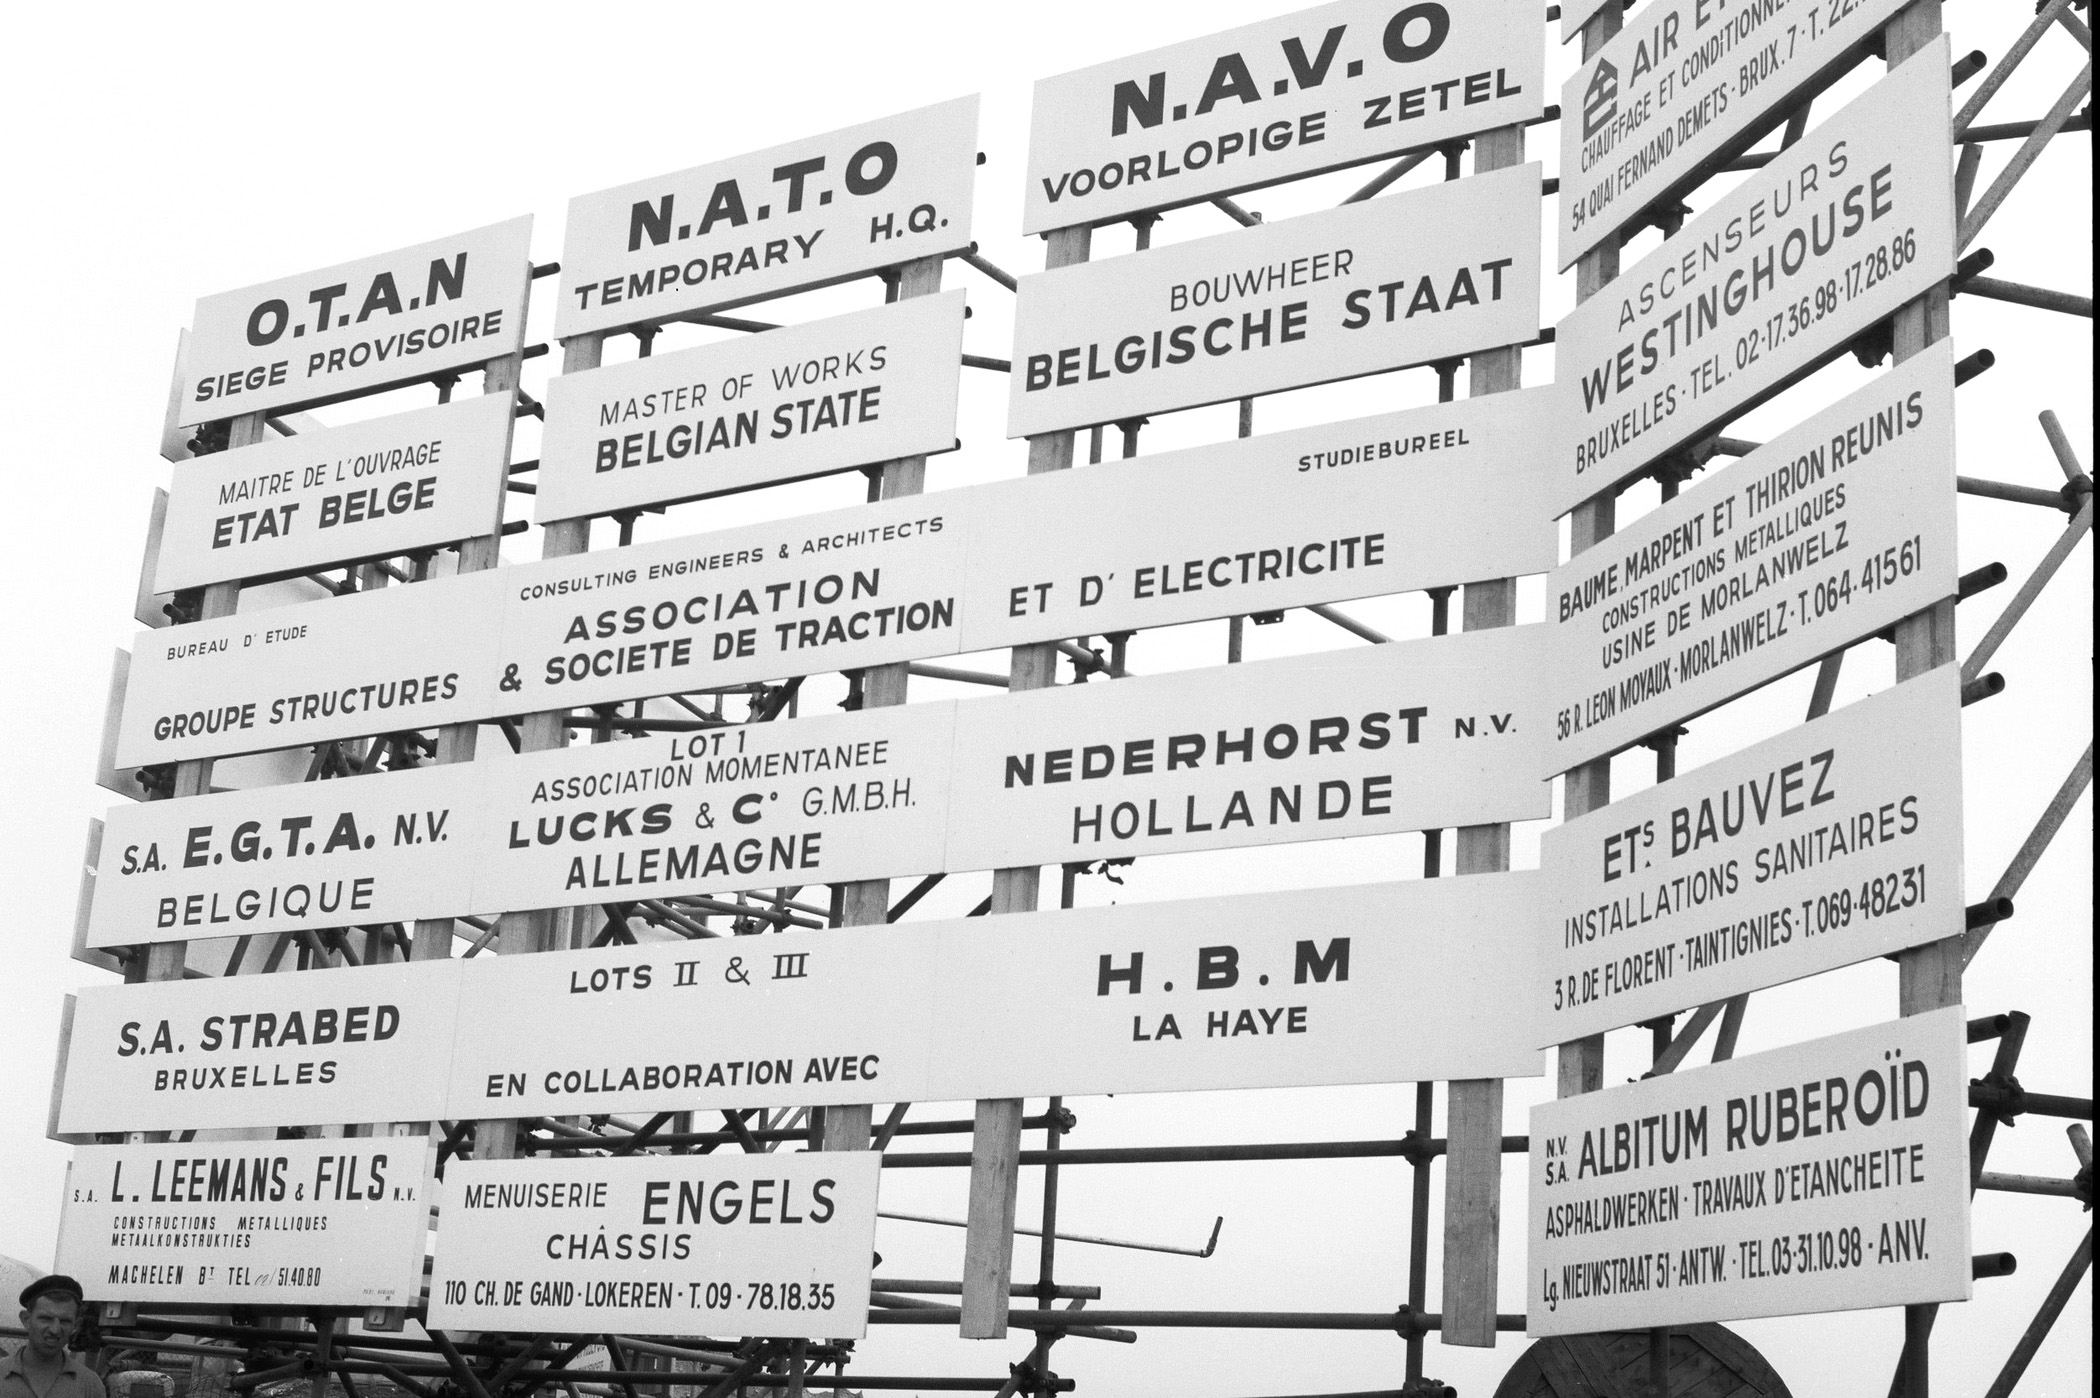 O.T.A.N
SIEGE PROVISOIRE
N.A.T.O
TEMPORARY H.Q.
N.A.V.O
VOORLOPIGE ZETEL
MAITRE DE L'OUVRAGE
ETAT BELGE
MASTER OF WORKS
BELGIAN STATE
BOUWHEER
BELGISCHE STAAT
BUREAU D'ETUDE
CONSULTING ENGINEERS & ARCHITECTS
STUDIEBUREEL
ASSOCIATION
GROUPE STRUCTURES & SOCIETE DE TRACTION ET D'ELECTRICITE
S.A. E.G.T.A. N.V.
BELGIQUE
LOT 1
ASSOCIATION MOMENTANEE
LUCKS & C° G.M.B.H.
ALLEMAGNE
NEDERHORST N.V.
HOLLANDE
S.A. STRABED
BRUXELLES
LOTS II & III
EN COLLABORATION AVEC
H.B.M
LA HAYE
S.A. L. LEEMANS & FILS N.V.
CONSTRUCTIONS METALLIQUES
METAALKONSTRUKTIES
MACHELEN BT TEL 02/51.40.80
MENUISERIE ENGELS
CHÂSSIS
110 CH. DE GAND · LOKEREN · T. 09 · 78.18.35
AIR
CHAUFFAGE ET
54 QUAI FERNAND DEMETS · BRUX. 7 · T. 22.
ASCENSEURS
WESTINGHOUSE
BRUXELLES · TEL. 02·17.36.98·17.28.86
BAUME, MARPENT ET THIRION REUNIS
CONSTRUCTIONS METALLIQUES
USINE DE MORLANWELZ
56 R. LEON MOYAUX · MORLANWELZ · T. 064·41561
ETS. BAUVEZ
INSTALLATIONS SANITAIRES
3 R. DE FLORENT · TAINTIGNIES · T. 069·48231
N.V. S.A. ALBITUM RUBEROÏD
ASPHALDWERKEN · TRAVAUX D'ETANCHEITE
Lg. NIEUWSTRAAT 51 · ANTW. · TEL. 03·31.10.98 · ANV.